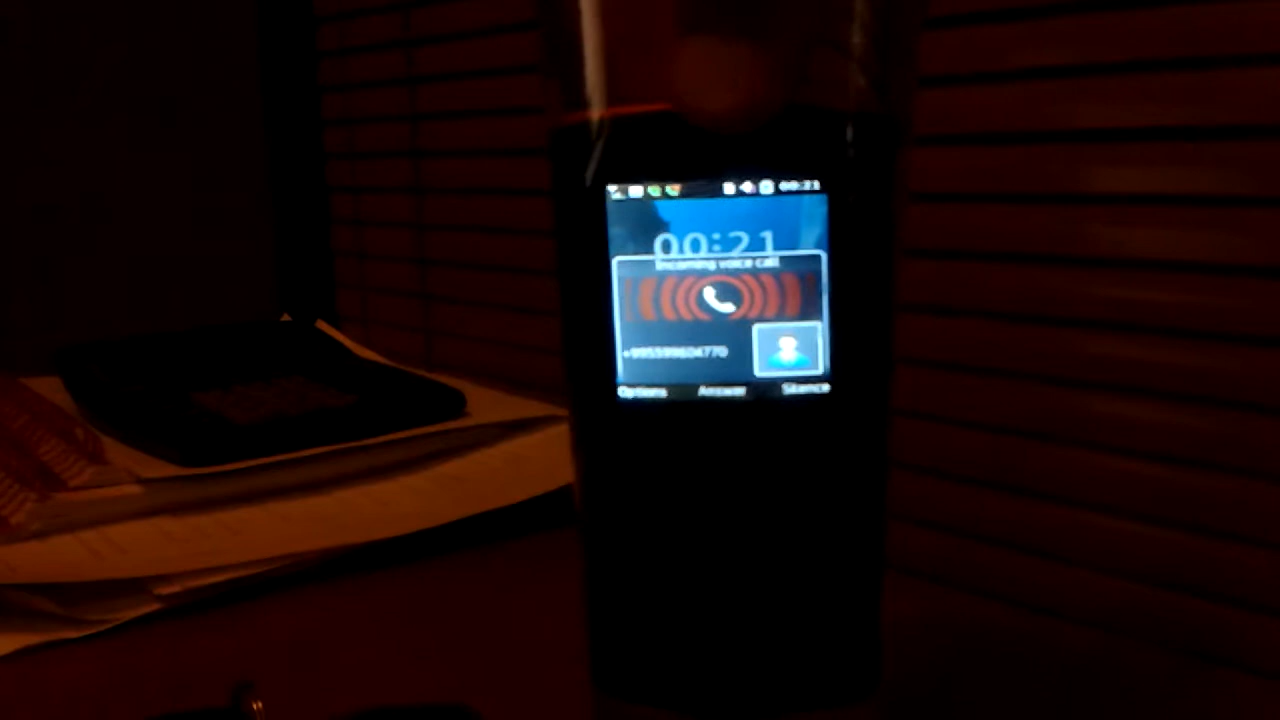 00:21
00:21
Incoming voice call
+995599604770
Options Answer Silence